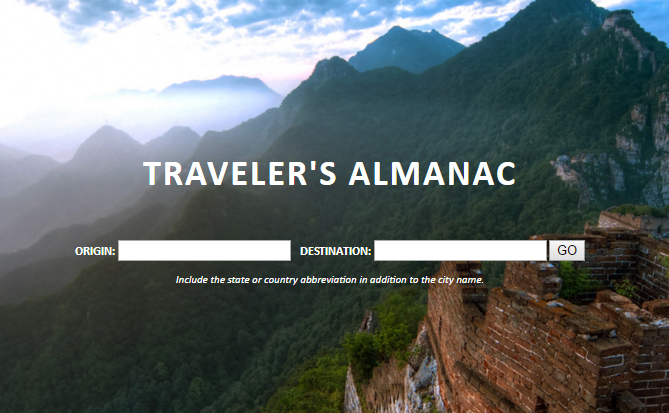 TRAVELER'S ALMANAC
ORIGIN: DESTINATION: GO
Include the state or country abbreviation in addition to the city name.